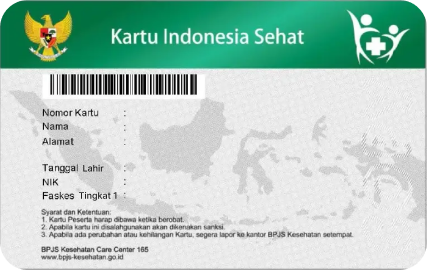 Kartu Indonesia Sehat
Nomor Kartu :
Nama :
Alamat :
Tanggal Lahir :
NIK :
Faskes Tingkat 1 :
Syarat dan Ketentuan:
1. Kartu Peserta harap dibawa ketika berobat.
2. Apabila kartu ini disalahgunakan akan dikenakan sanksi.
3. Apabila ada perubahan atau kehilangan Kartu, segera lapor ke kantor BPJS Kesehatan setempat.
BPJS Kesehatan Care Center 165
www.bpjs-kesehatan.go.id